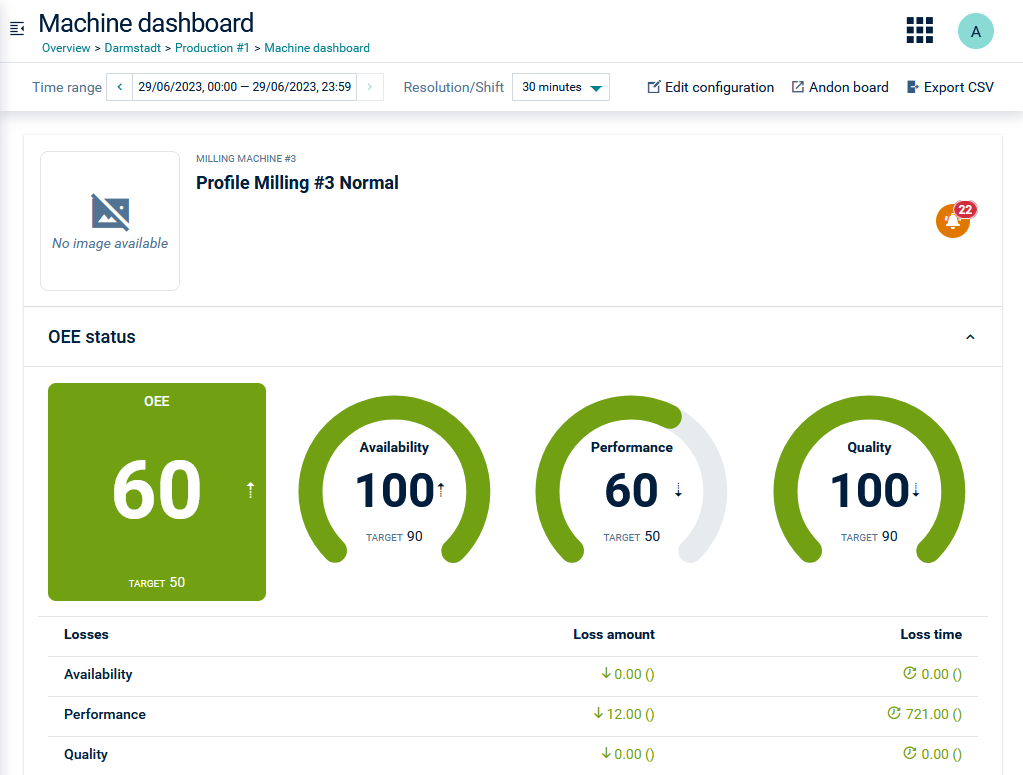 Machine dashboard
A
Overview > Darmstadt > Production #1 > Machine dashboard
Time range < 29/06/2023, 00:00 — 29/06/2023, 23:59 > Resolution/Shift 30 minutes Edit configuration Andon board Export CSV
MILLING MACHINE #3
Profile Milling #3 Normal
22
No image available
OEE status
OEE
60
TARGET 50
Availability
100
TARGET 90
Performance
60
TARGET 50
Quality
100
TARGET 90
Losses Loss amount Loss time
Availability ↓ 0.00 () 0.00 ()
Performance ↓ 12.00 () 721.00 ()
Quality ↓ 0.00 () 0.00 ()